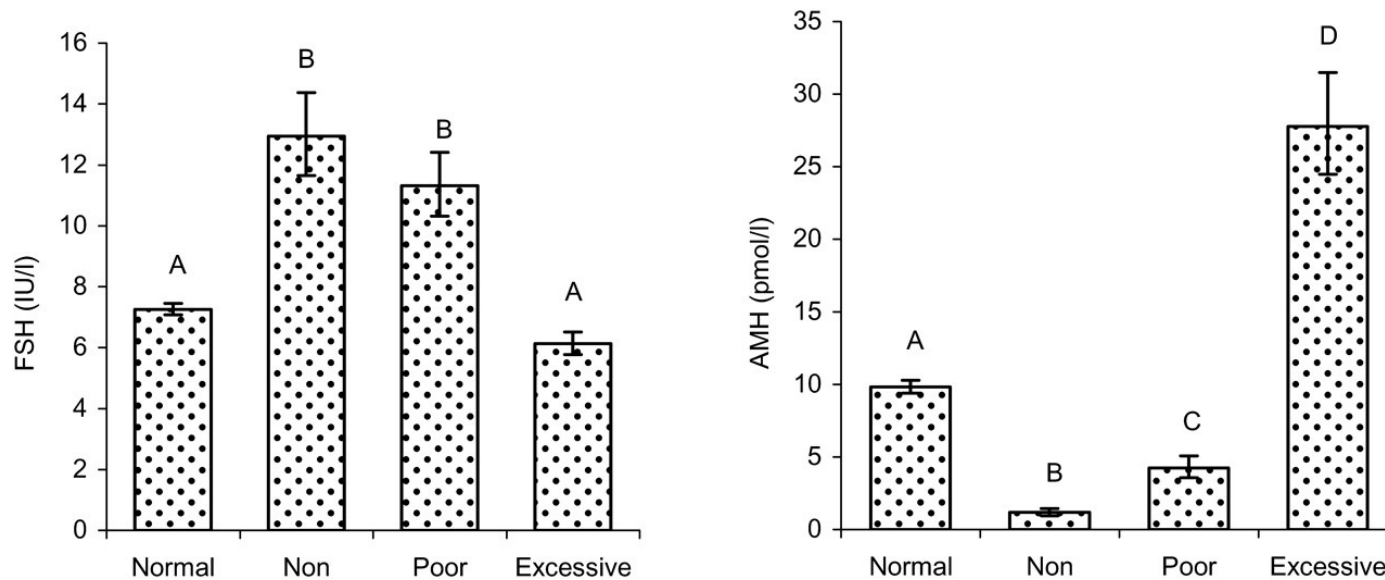 FSH (IU/l)
16
14
12
10
8
6
4
2
0
A
B
B
A
Normal
Non
Poor
Excessive
AMH (pmol/l)
35
30
25
20
15
10
5
0
A
B
C
D
Normal
Non
Poor
Excessive